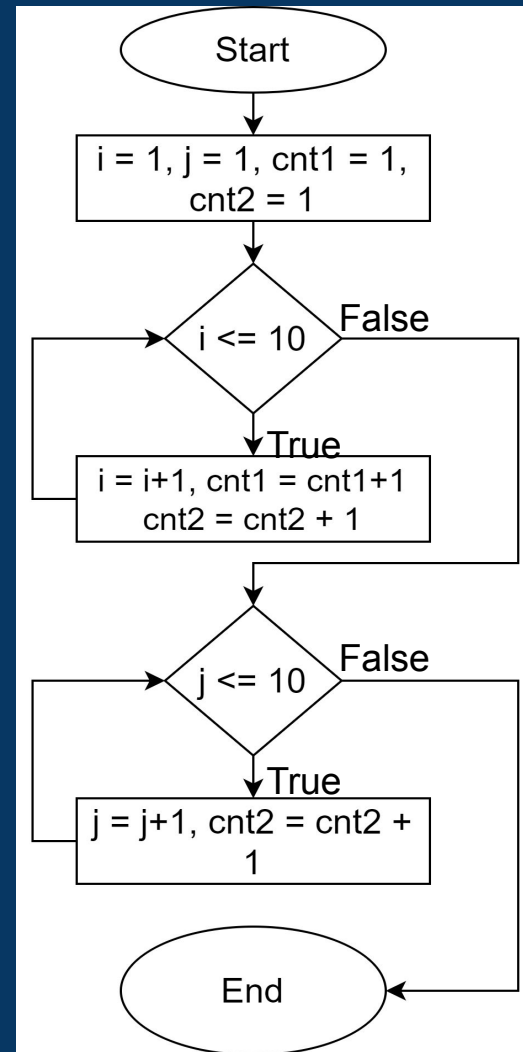 Start
i = 1, j = 1, cnt1 = 1,
cnt2 = 1
i <= 10
False
True
i = i+1, cnt1 = cnt1+1
cnt2 = cnt2 + 1
j <= 10
False
True
j = j+1, cnt2 = cnt2 +
1
End